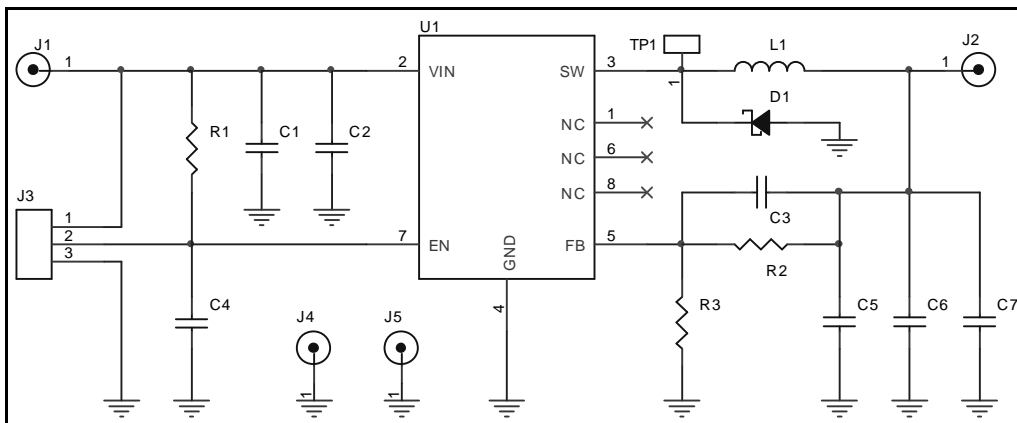 U1
J1
TP1
L1
J2
1
2
VIN
SW
3
1
1
D1
R1
C1
C2
NC
1
NC
6
NC
8
J3
1
2
3
7
EN
GND
FB
5
C3
R2
4
C4
J4
J5
R3
C5
C6
C7
1
1